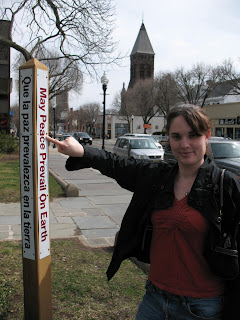 Que la paz prevalezca en la tierra
May Peace Prevail On Earth